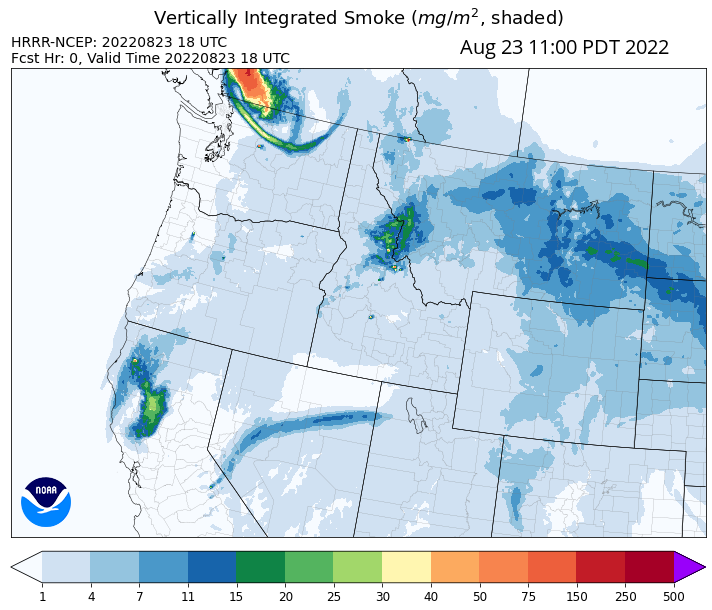 Vertically Integrated Smoke (mg/m², shaded)
HRRR-NCEP: 20220823 18 UTC
Aug 23 11:00 PDT 2022
Fcst Hr: 0, Valid Time 20220823 18 UTC
NOAA
1 4 7 11 15 20 25 30 40 50 75 150 250 500